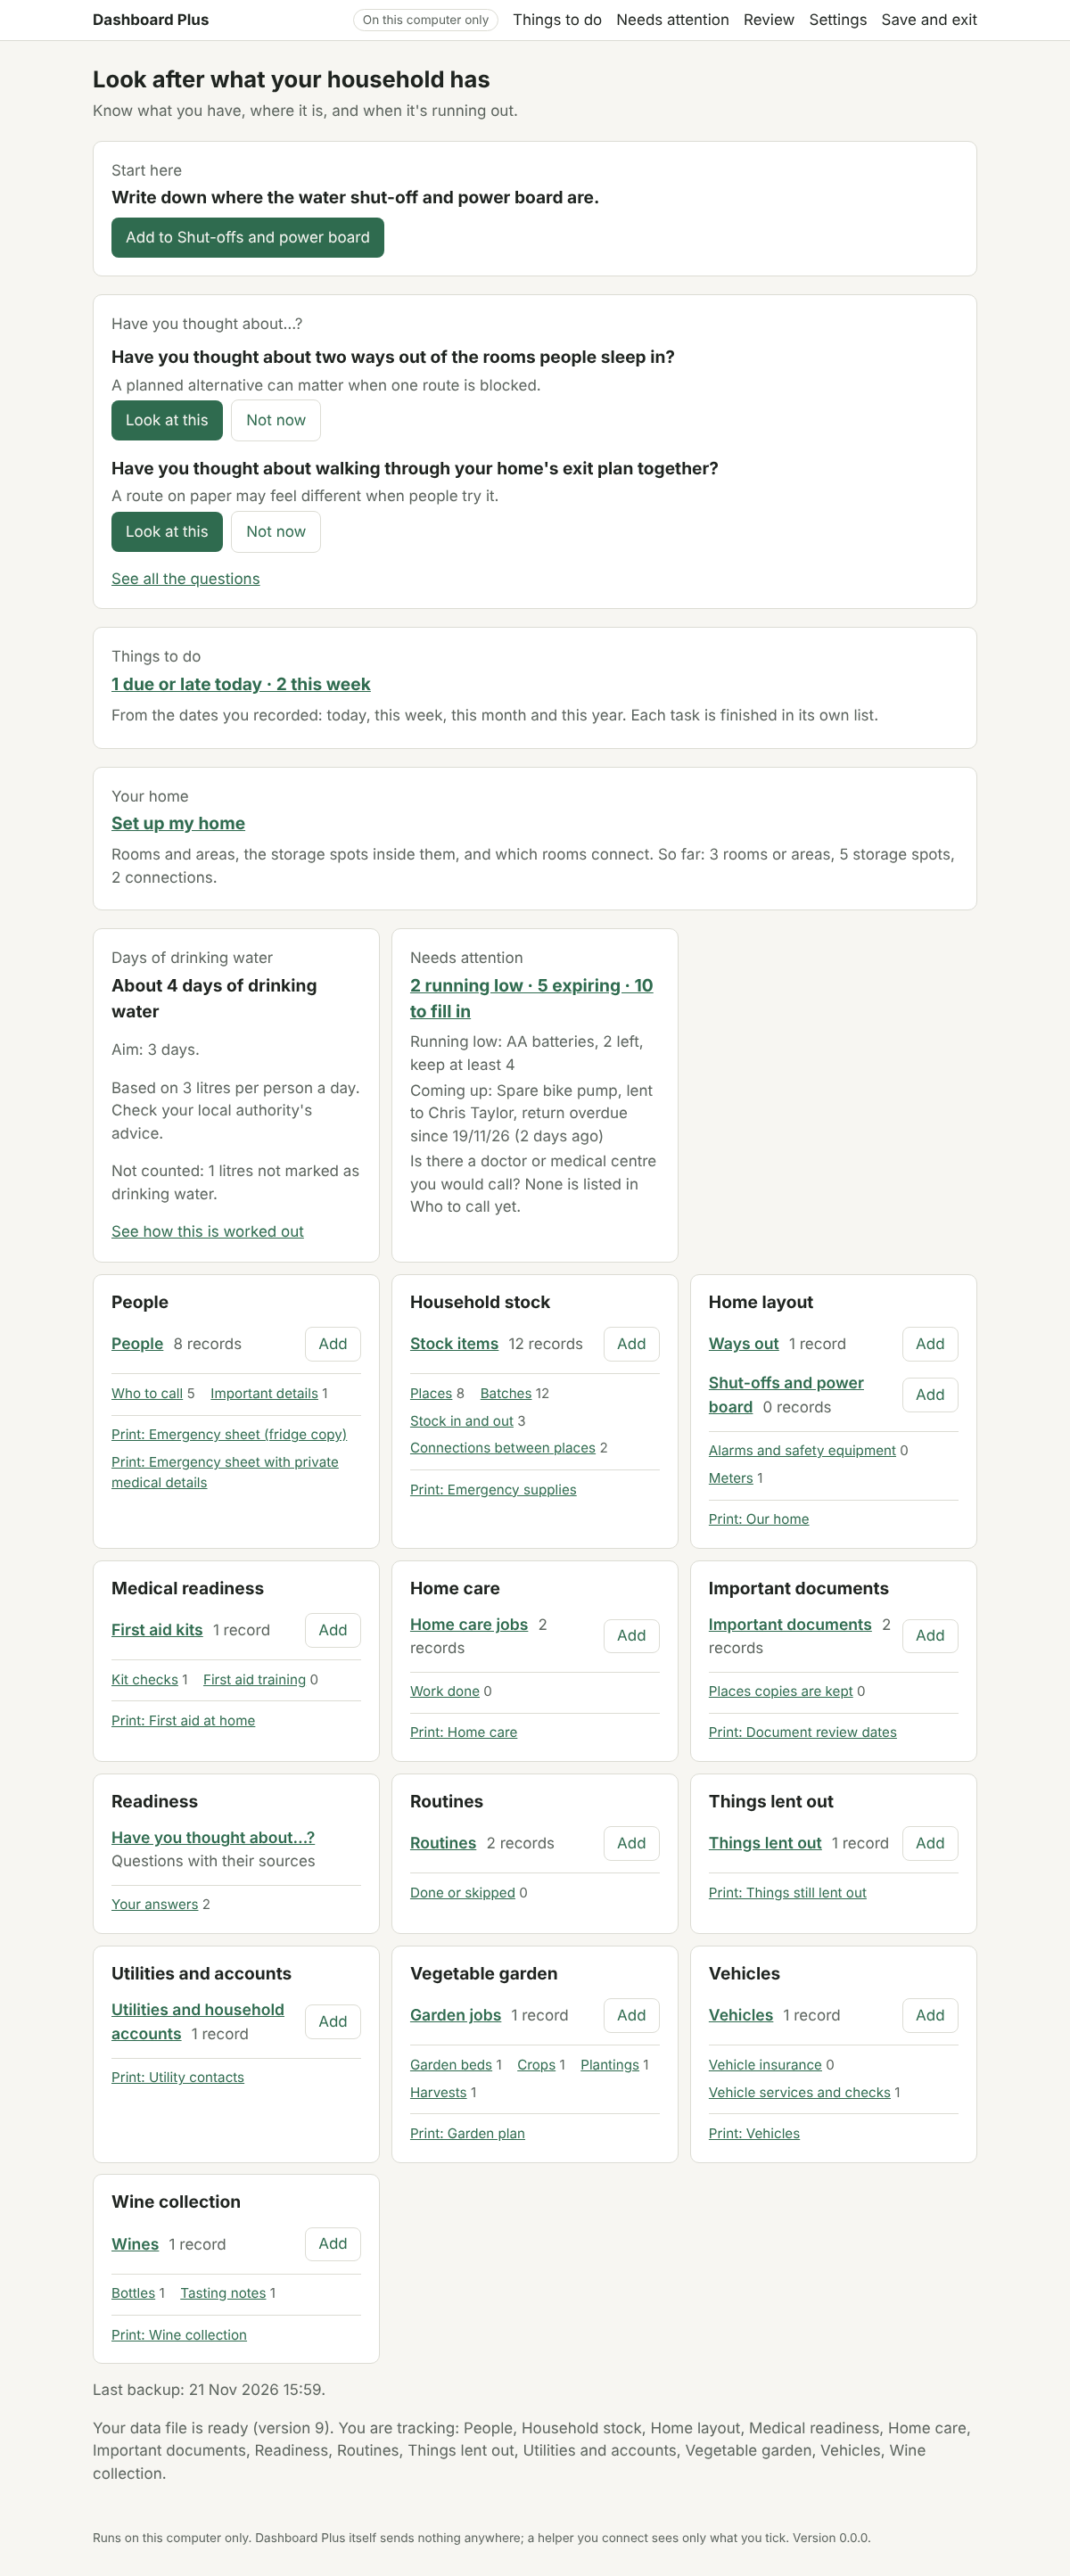 Dashboard Plus
On this computer only
Things to do
Needs attention
Review
Settings
Save and exit
Look after what your household has
Know what you have, where it is, and when it's running out.
Start here
Write down where the water shut-off and power board are.
Add to Shut-offs and power board
Have you thought about...?
Have you thought about two ways out of the rooms people sleep in?
A planned alternative can matter when one route is blocked.
Look at this
Not now
Have you thought about walking through your home's exit plan together?
A route on paper may feel different when people try it.
Look at this
Not now
See all the questions
Things to do
1 due or late today · 2 this week
From the dates you recorded: today, this week, this month and this year. Each task is finished in its own list.
Your home
Set up my home
Rooms and areas, the storage spots inside them, and which rooms connect. So far: 3 rooms or areas, 5 storage spots,
2 connections.
Days of drinking water
About 4 days of drinking
water
Aim: 3 days.
Based on 3 litres per person a day.
Check your local authority's
advice.
Not counted: 1 litres not marked as
drinking water.
See how this is worked out
Needs attention
2 running low · 5 expiring · 10
to fill in
Running low: AA batteries, 2 left,
keep at least 4
Coming up: Spare bike pump, lent
to Chris Taylor, return overdue
since 19/11/26 (2 days ago)
Is there a doctor or medical centre
you would call? None is listed in
Who to call yet.
People
People 8 records Add
Who to call 5 Important details 1
Print: Emergency sheet (fridge copy)
Print: Emergency sheet with private
medical details
Household stock
Stock items 12 records Add
Places 8 Batches 12
Stock in and out 3
Connections between places 2
Print: Emergency supplies
Home layout
Ways out 1 record Add
Shut-offs and power
board 0 records Add
Alarms and safety equipment 0
Meters 1
Print: Our home
Medical readiness
First aid kits 1 record Add
Kit checks 1 First aid training 0
Print: First aid at home
Home care
Home care jobs 2
records Add
Work done 0
Print: Home care
Important documents
Important documents 2
records Add
Places copies are kept 0
Print: Document review dates
Readiness
Have you thought about...?
Questions with their sources
Your answers 2
Routines
Routines 2 records Add
Done or skipped 0
Things lent out
Things lent out 1 record Add
Print: Things still lent out
Utilities and accounts
Utilities and household
accounts 1 record Add
Print: Utility contacts
Vegetable garden
Garden jobs 1 record Add
Garden beds 1 Crops 1 Plantings 1
Harvests 1
Print: Garden plan
Vehicles
Vehicles 1 record Add
Vehicle insurance 0
Vehicle services and checks 1
Print: Vehicles
Wine collection
Wines 1 record Add
Bottles 1 Tasting notes 1
Print: Wine collection
Last backup: 21 Nov 2026 15:59.
Your data file is ready (version 9). You are tracking: People, Household stock, Home layout, Medical readiness, Home care,
Important documents, Readiness, Routines, Things lent out, Utilities and accounts, Vegetable garden, Vehicles, Wine
collection.
Runs on this computer only. Dashboard Plus itself sends nothing anywhere; a helper you connect sees only what you tick. Version 0.0.0.